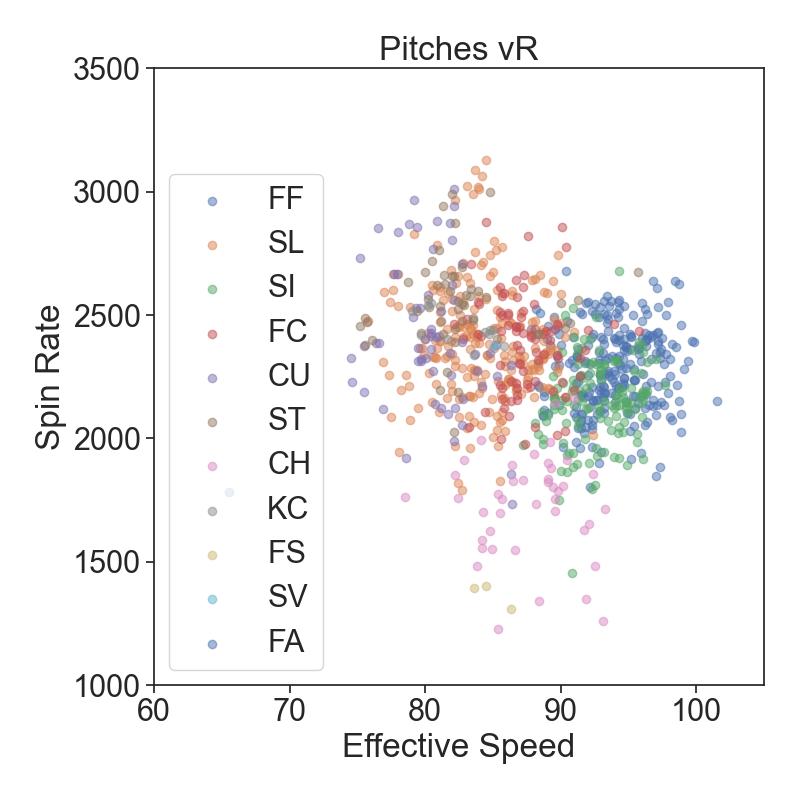 Pitches vR
3500
3000
2500
2000
1500
1000
Spin Rate
FF
SL
SI
FC
CU
ST
CH
KC
FS
SV
FA
60
70
80
90
100
Effective Speed